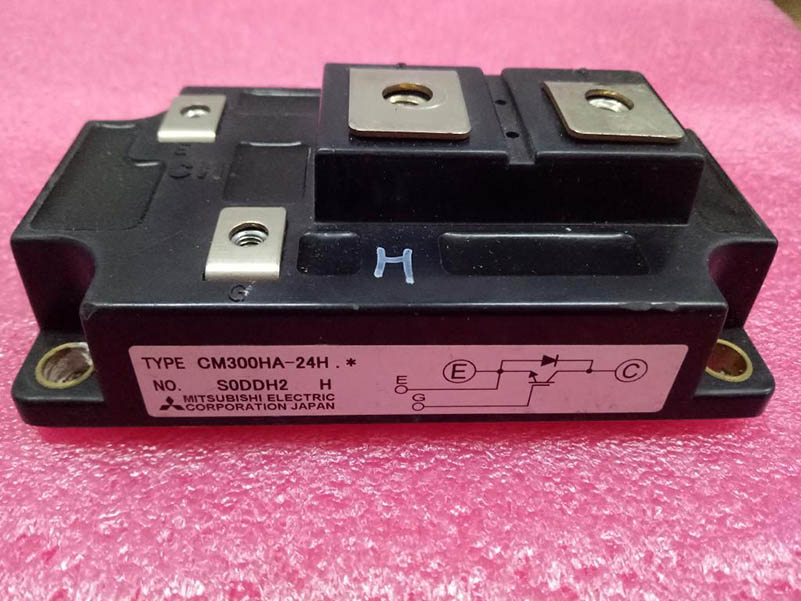 H
G
TYPE CM300HA-24H . *
NO. S0DDH2 H
MITSUBISHI ELECTRIC
CORPORATION JAPAN
E
E
C
G